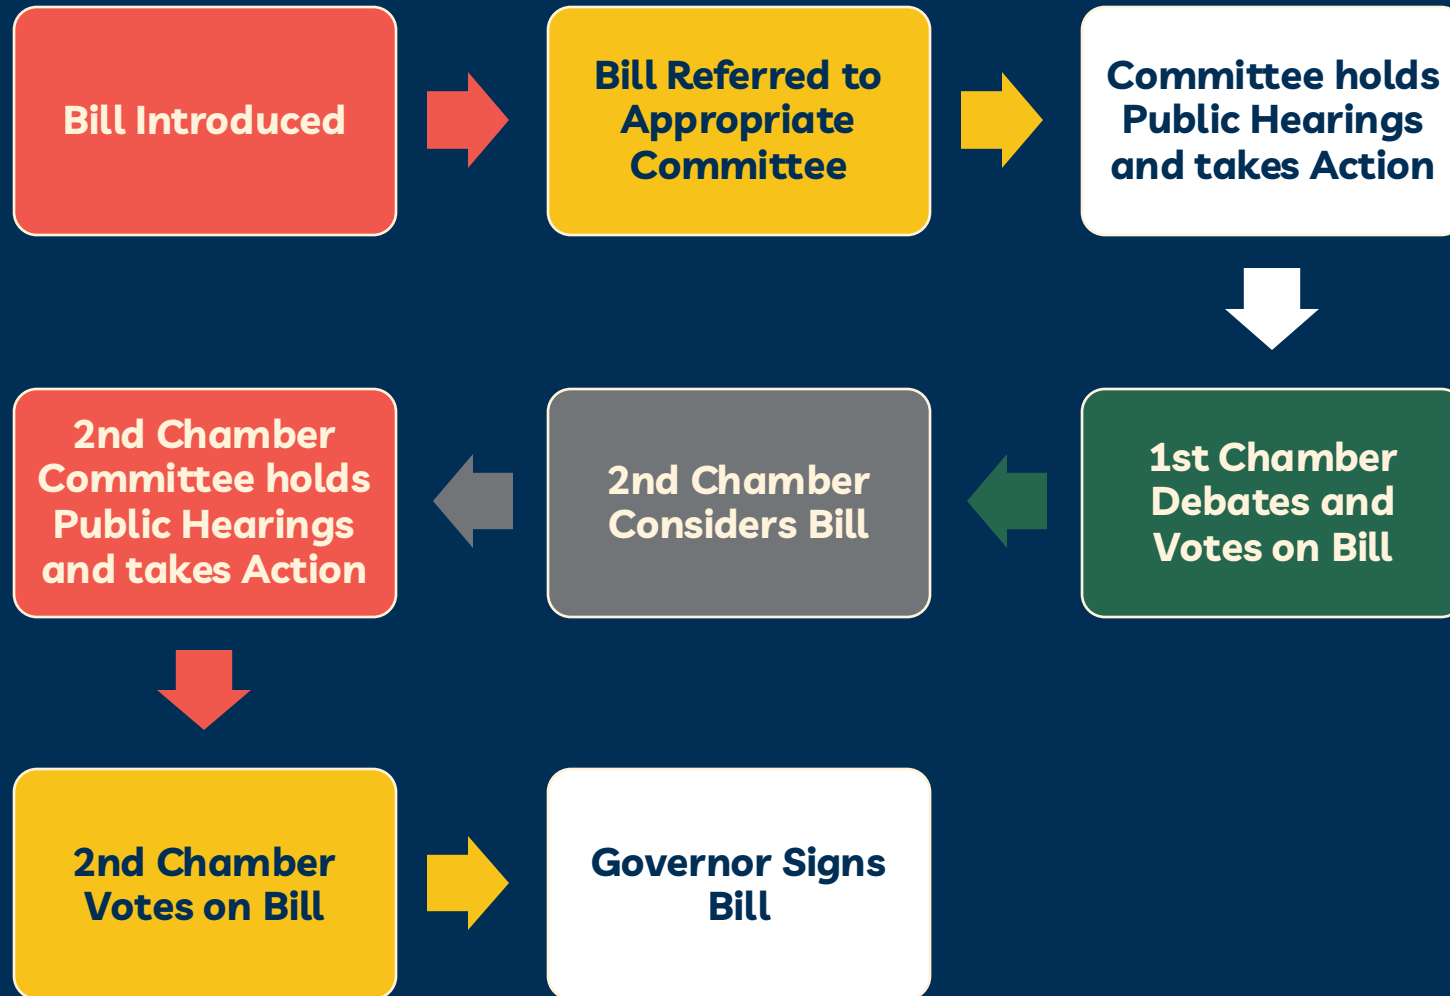 Bill Introduced
Bill Referred to
Appropriate
Committee
Committee holds
Public Hearings
and takes Action
1st Chamber
Debates and
Votes on Bill
2nd Chamber
Considers Bill
2nd Chamber
Committee holds
Public Hearings
and takes Action
2nd Chamber
Votes on Bill
Governor Signs
Bill